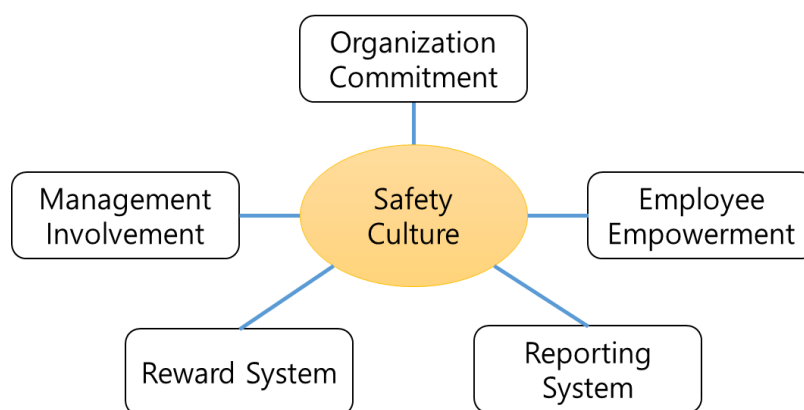 Organization
Commitment
Management
Involvement
Safety
Culture
Employee
Empowerment
Reward System
Reporting
System